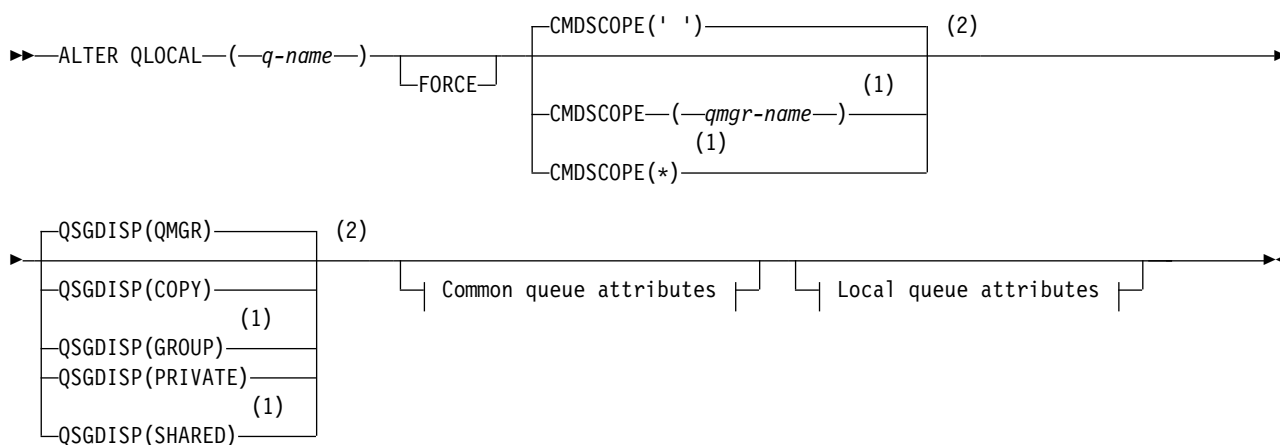 CMDSCOPE(' ') (2)
ALTER QLOCAL ( q-name )
FORCE
(1)
CMDSCOPE ( qmgr-name )
(1)
CMDSCOPE(*)
QSGDISP(QMGR) (2)
QSGDISP(COPY)
Common queue attributes
Local queue attributes
(1)
QSGDISP(GROUP)
QSGDISP(PRIVATE)
(1)
QSGDISP(SHARED)